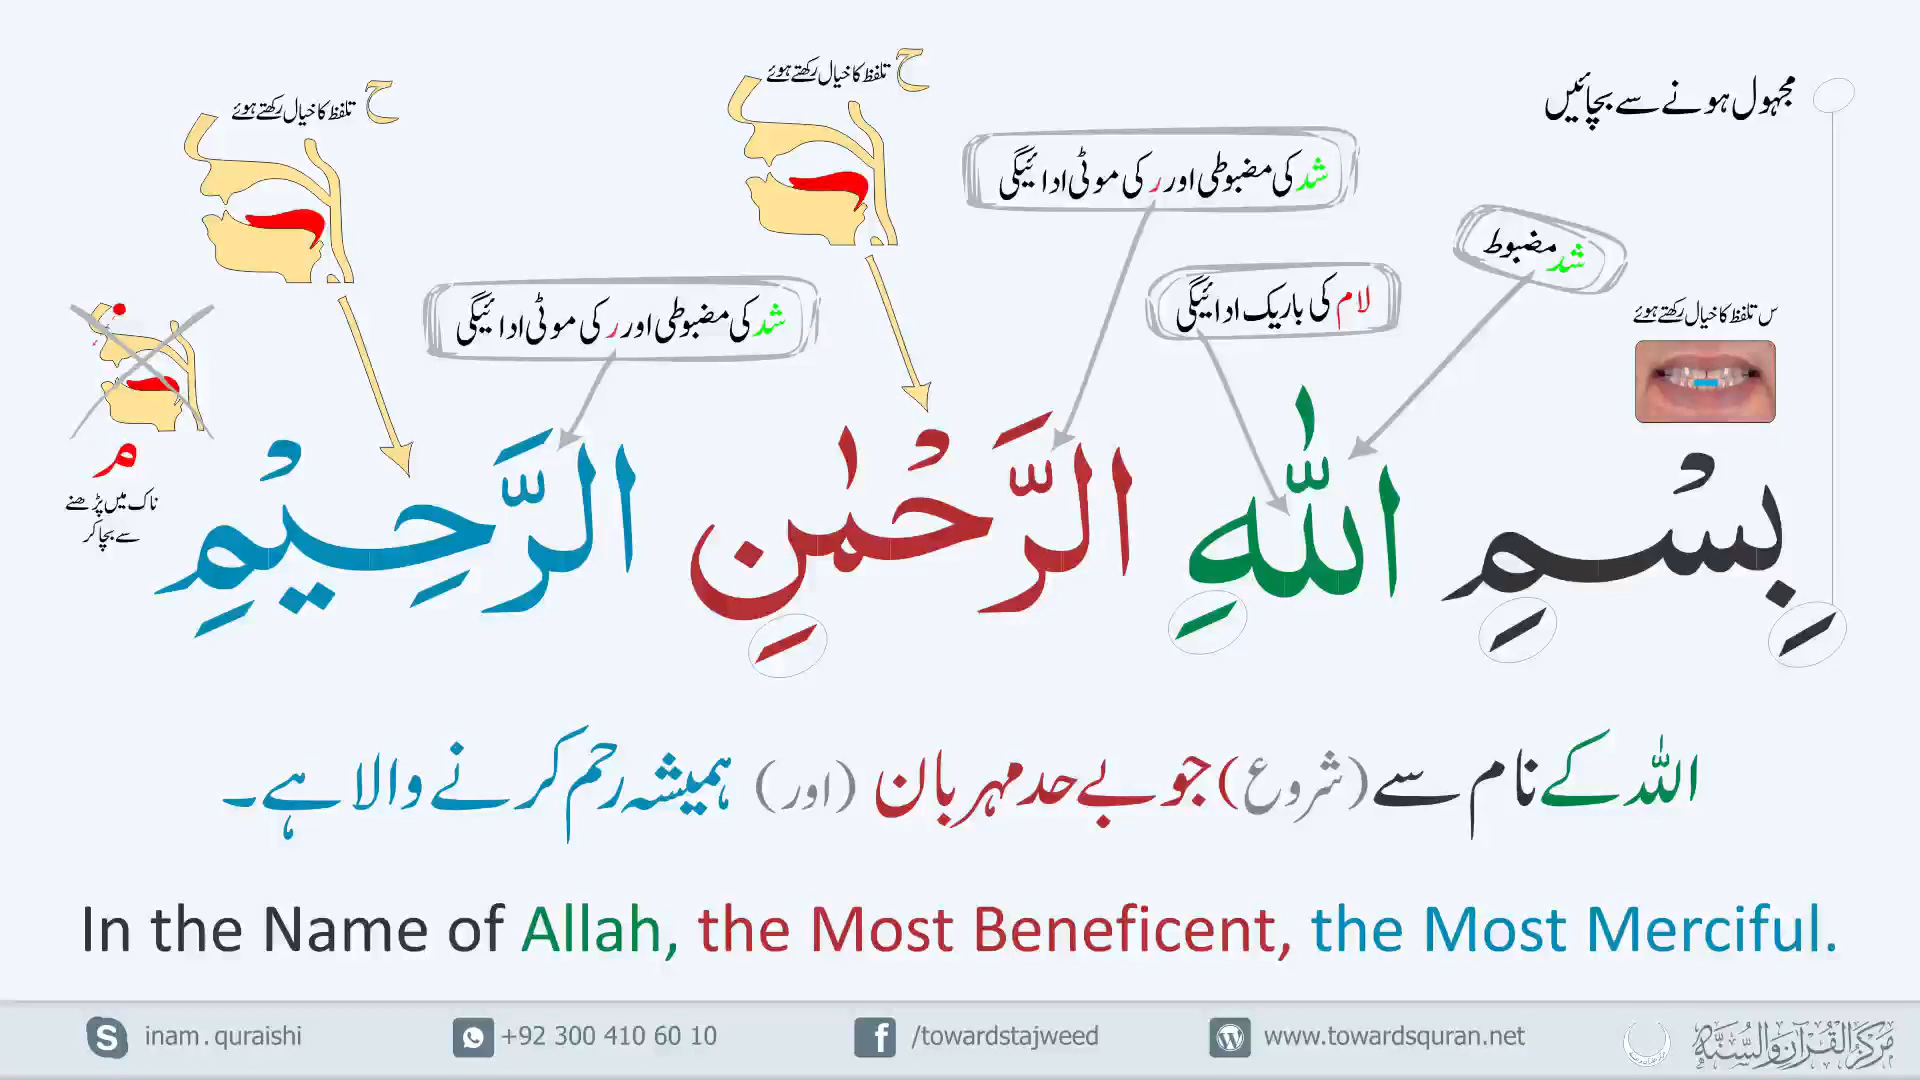 مجہول ہونے سے بچائیں
ح تلفظ کا خیال رکھتے ہوئے
ح تلفظ کا خیال رکھتے ہوئے
شد کی مضبوطی اور ر کی موٹی ادائیگی
شد مضبوط
لام کی باریک ادائیگی
شد کی مضبوطی اور ر کی موٹی ادائیگی
س تلفظ کا خیال رکھتے ہوئے
م
ناک میں پڑھنے
سے بچا کر
بِسْمِ اللّٰهِ الرَّحْمٰنِ الرَّحِيْمِ
اللہ کے نام سے (شروع) جو بے حد مہربان (اور) ہمیشہ رحم کرنے والا ہے۔
In the Name of Allah, the Most Beneficent, the Most Merciful.
inam.quraishi +92 300 410 60 10 /towardstajweed www.towardsquran.net مَرْكَزُ الْقُرْآنِ وَالسُّنَّة